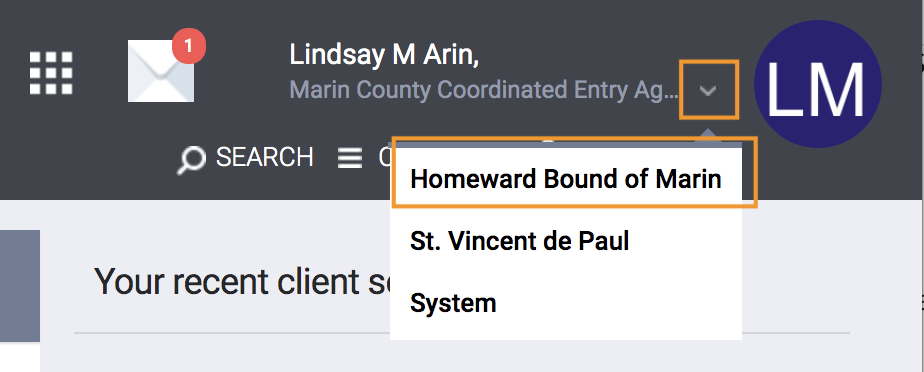 1
Lindsay M Arin,
Marin County Coordinated Entry Ag...
LM
SEARCH
Homeward Bound of Marin
St. Vincent de Paul
System
Your recent client